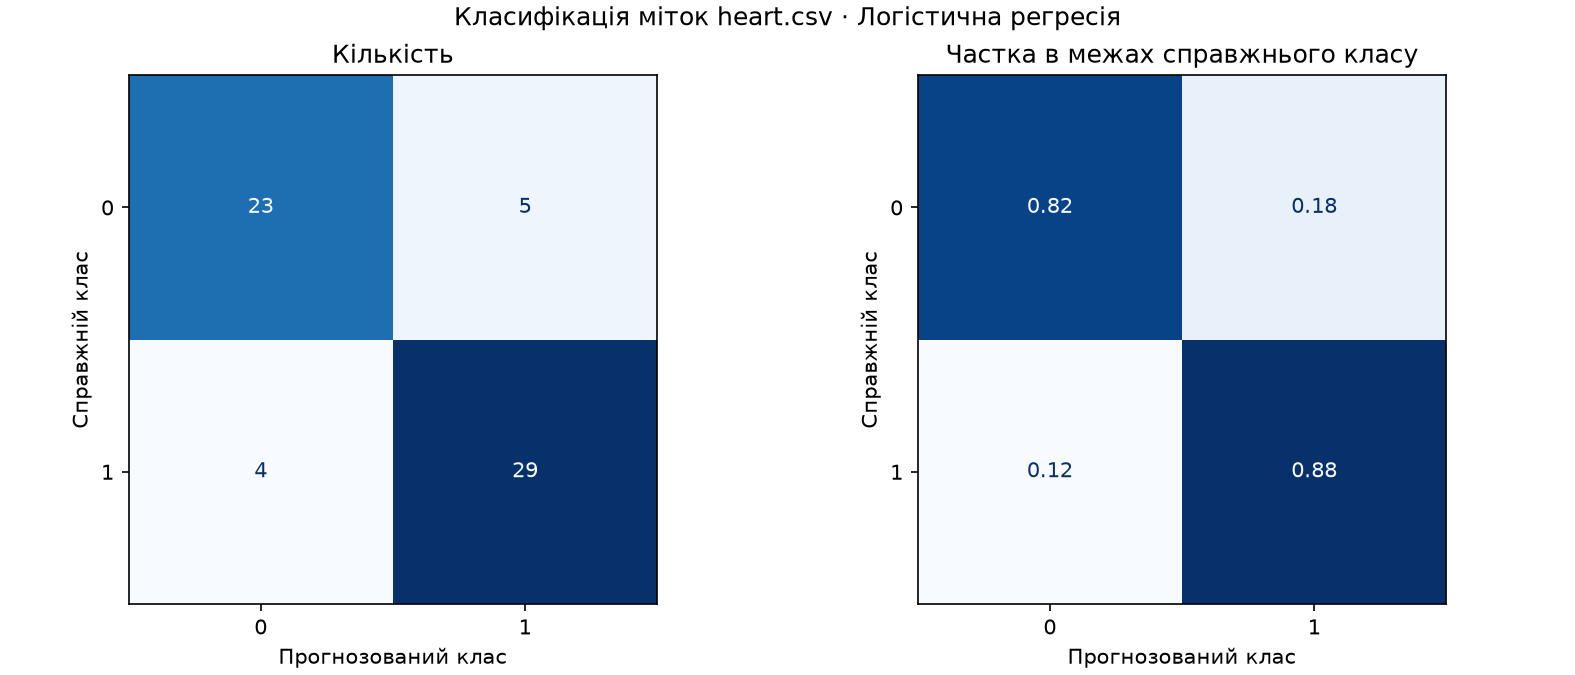 Класифікація міток heart.csv · Логістична регресія
Кількість
Справжній клас
0
23
5
1
4
29
0
1
Прогнозований клас
Частка в межах справжнього класу
Справжній клас
0
0.82
0.18
1
0.12
0.88
0
1
Прогнозований клас